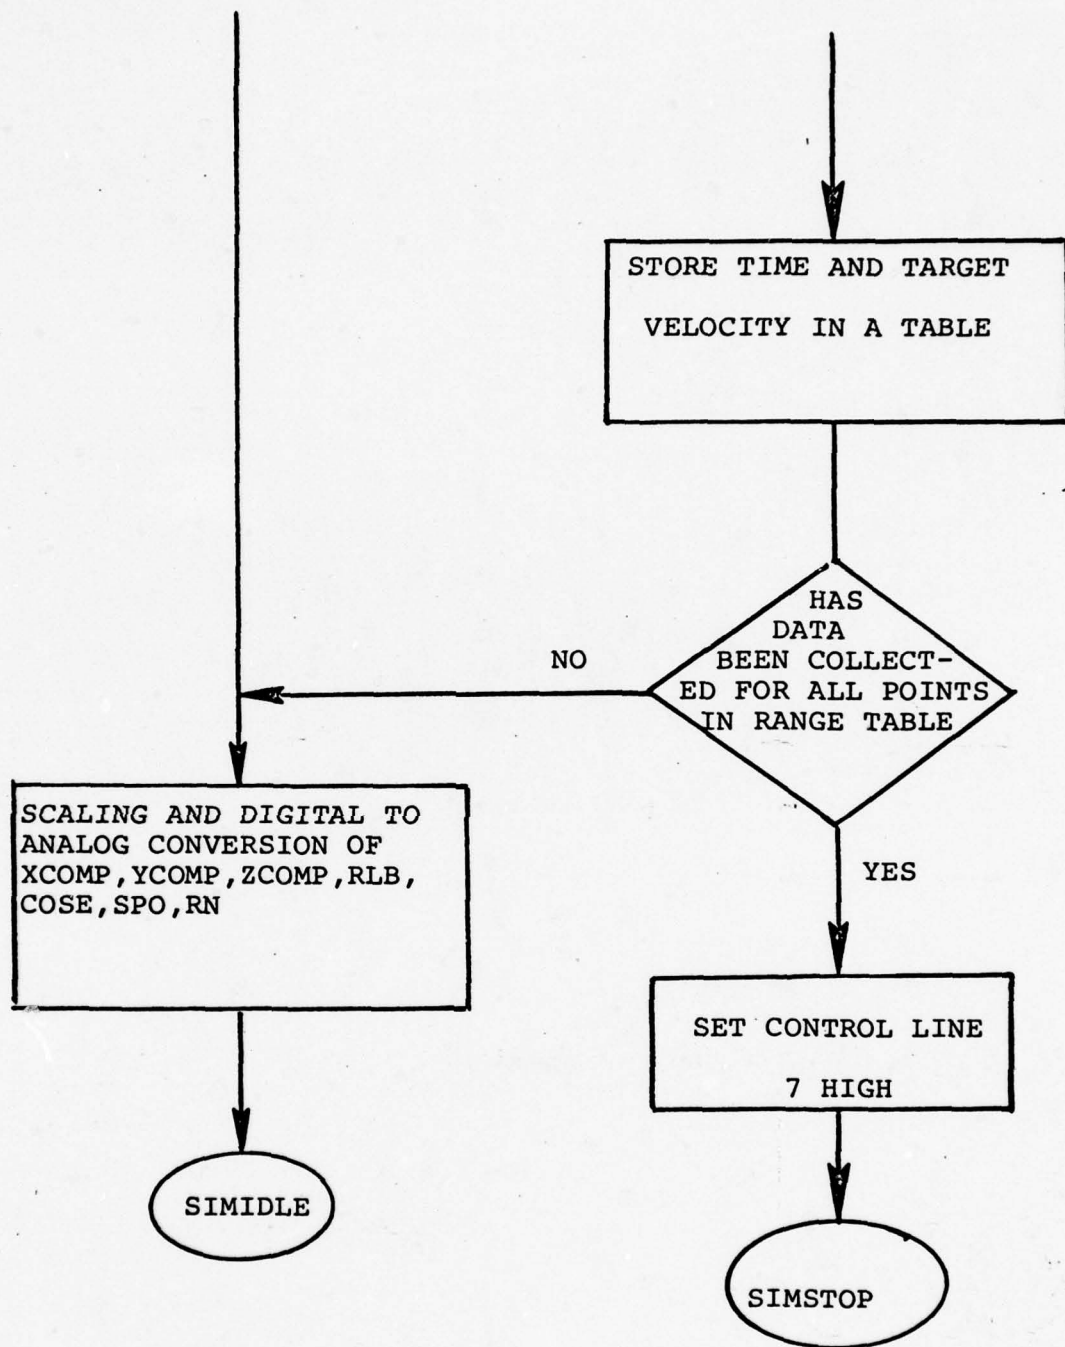 STORE TIME AND TARGET
VELOCITY IN A TABLE
HAS
DATA
BEEN COLLECT-
ED FOR ALL POINTS
IN RANGE TABLE
NO
SCALING AND DIGITAL TO
ANALOG CONVERSION OF
XCOMP,YCOMP,ZCOMP,RLB,
COSE,SPO,RN
YES
SET CONTROL LINE
7 HIGH
SIMIDLE
SIMSTOP